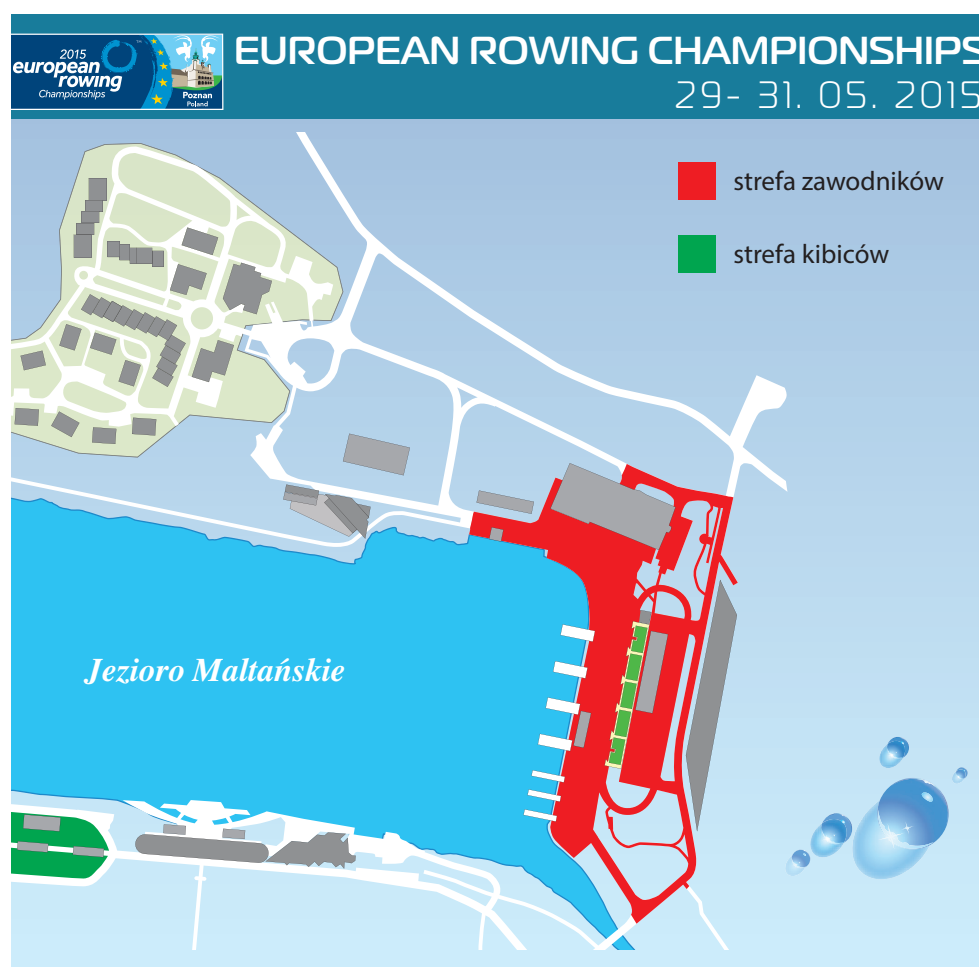 2015
european
rowing
Championships
Poznan
Poland
EUROPEAN ROWING CHAMPIONSHIPS
29- 31. 05. 2015
strefa zawodników
strefa kibiców
Jezioro Maltańskie